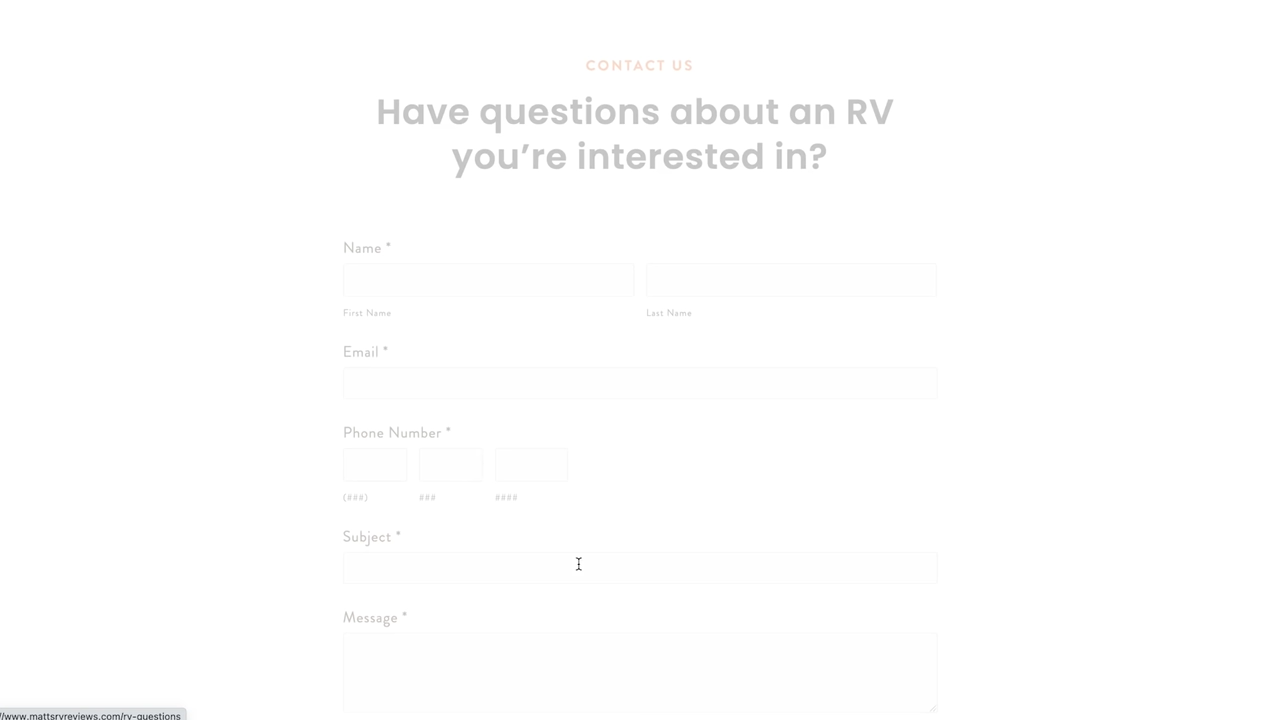 CONTACT US
Have questions about an RV
you’re interested in?
Name *
First Name Last Name
Email *
Phone Number *
(###) ### ####
Subject *
Message *
//www.mattsrvreviews.com/rv-questions